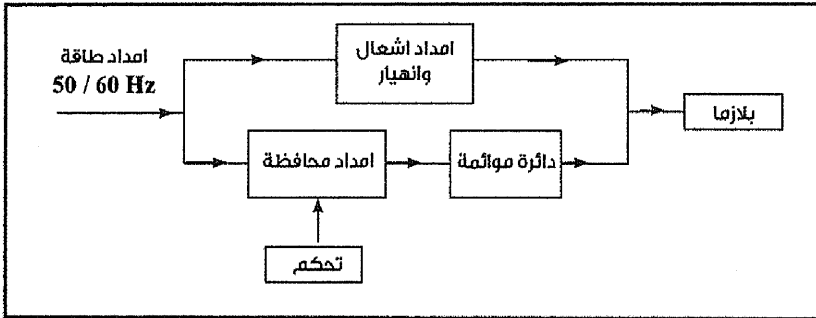 امداد طاقة
50 / 60 Hz
امداد اشعال
وانهيار
بلازما
امداد محافظة
دائرة موائمة
تحكم